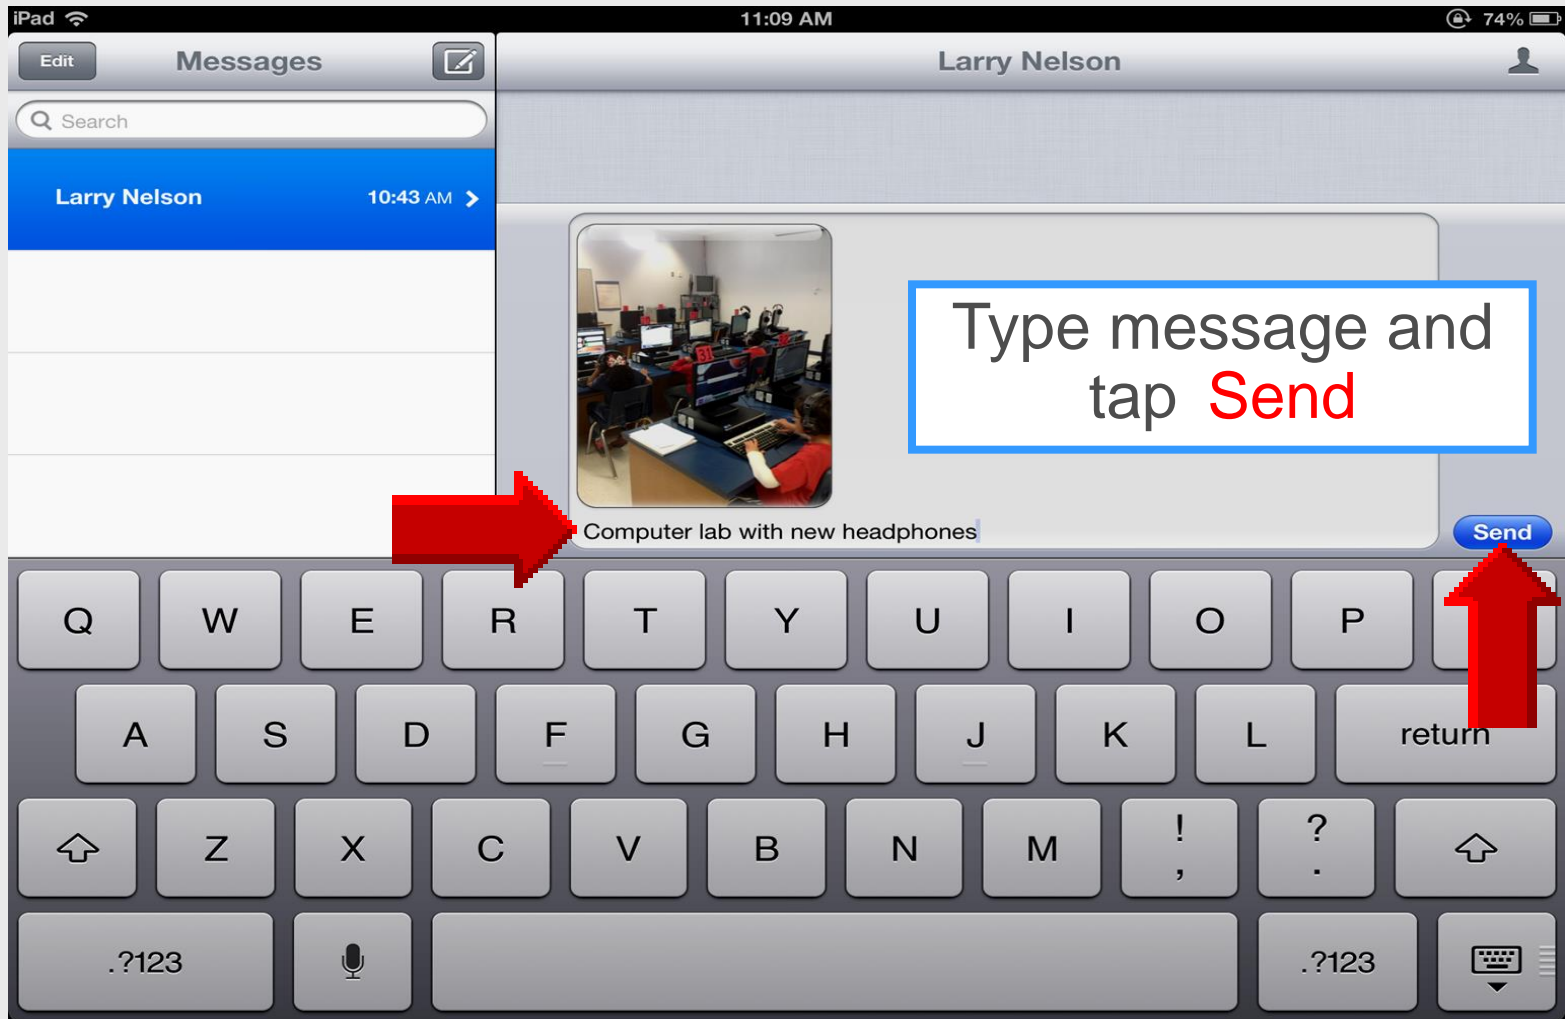 iPad 11:09 AM 74%
Edit Messages Larry Nelson
Search
Larry Nelson 10:43 AM
Type message and
tap Send
31
Computer lab with new headphones
Send
Q W E R T Y U I O P
A S D F G H J K L return
Z X C V B N M ! , ? .
.?123 .?123